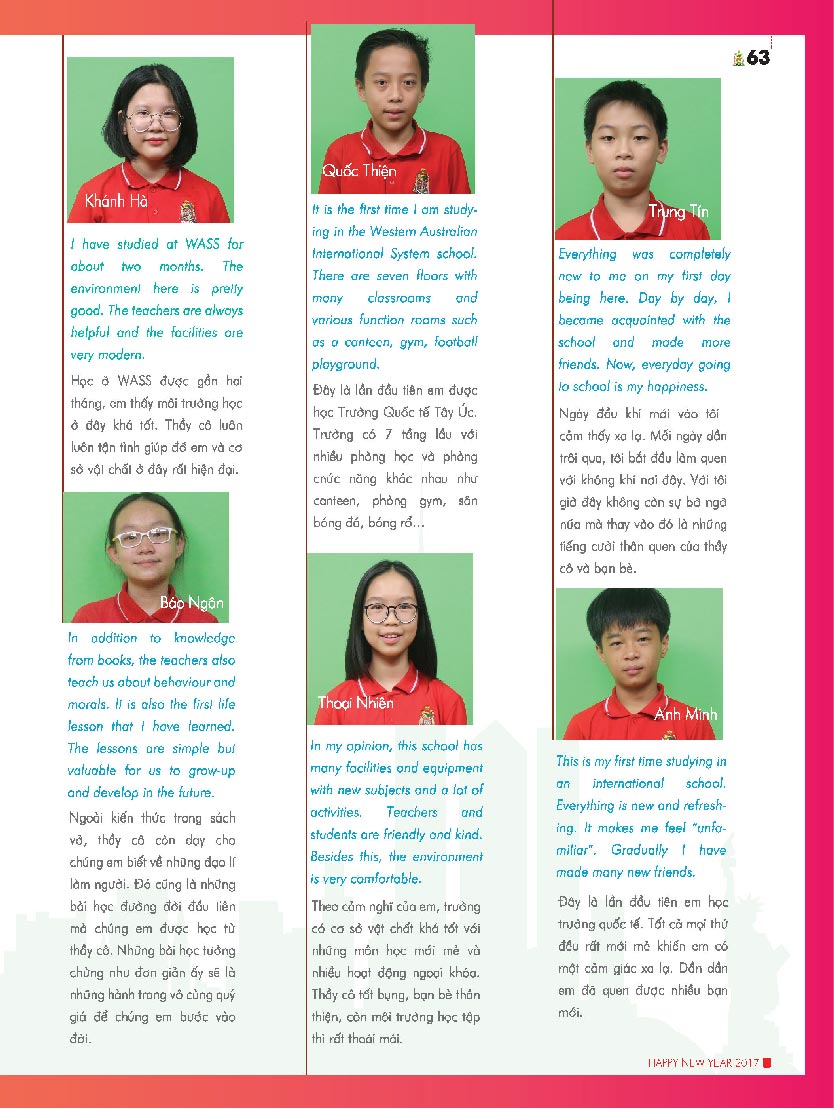 63
Khánh Hà
I have studied at WASS for
about two months. The
environment here is pretty
good. The teachers are always
helpful and the facilities are
very modern.
Học ở WASS được gần hai
tháng, em thấy môi trường học
ở đây khá tốt. Thầy cô luôn
luôn tận tình giúp đỡ em và cơ
sở vật chất ở đây rất hiện đại.
Bảo Ngân
In addition to knowledge
from books, the teachers also
teach us about behaviour and
morals. It is also the first life
lesson that I have learned.
The lessons are simple but
valuable for us to grow-up
and develop in the future.
Ngoài kiến thức trong sách
vở, thầy cô còn dạy cho
chúng em biết về những đạo lí
làm người. Đó cũng là những
bài học đường đời đầu tiên
mà chúng em được học từ
thầy cô. Những bài học tưởng
chừng như đơn giản ấy sẽ là
những hành trang vô cùng quý
giá để chúng em bước vào
đời.
Quốc Thiện
It is the first time I am study-
ing in the Western Australian
International System school.
There are seven floors with
many classrooms and
various function rooms such
as a canteen, gym, football
playground.
Đây là lần đầu tiên em được
học Trường Quốc tế Tây Úc.
Trường có 7 tầng lầu với
nhiều phòng học và phòng
chức năng khác nhau như
canteen, phòng gym, sân
bóng đá, bóng rổ...
Thoại Nhiên
In my opinion, this school has
many facilities and equipment
with new subjects and a lot of
activities. Teachers and
students are friendly and kind.
Besides this, the environment
is very comfortable.
Theo cảm nghĩ của em, trường
có cơ sở vật chất khá tốt với
những môn học mới mẻ và
nhiều hoạt động ngoại khóa.
Thầy cô tốt bụng, bạn bè thân
thiện, còn môi trường học tập
thì rất thoải mái.
Trung Tín
Everything was completely
new to me on my first day
being here. Day by day, I
became acquainted with the
school and made more
friends. Now, everyday going
to school is my happiness.
Ngày đầu khi mới vào tôi
cảm thấy xa lạ. Mỗi ngày dần
trôi qua, tôi bắt đầu làm quen
với không khí nơi đây. Với tôi
giờ đây không còn sự bỡ ngỡ
nữa mà thay vào đó là những
tiếng cười thân quen của thầy
cô và bạn bè.
Anh Minh
This is my first time studying in
an international school.
Everything is new and refresh-
ing. It makes me feel “unfa-
miliar”. Gradually I have
made many new friends.
Đây là lần đầu tiên em học
trường quốc tế. Tất cả mọi thứ
đều rất mới mẻ khiến em có
một cảm giác xa lạ. Dần dần
em đã quen được nhiều bạn
mới.
HAPPY NEW YEAR 2017